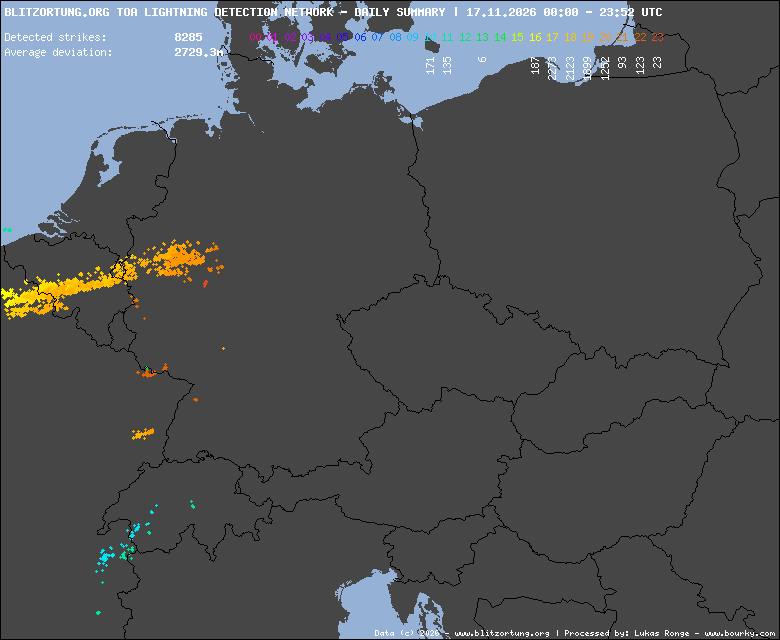 BLITZORTUNG.ORG TOA LIGHTNING DETECTION NETWORK - DAILY SUMMARY | 17.11.2026 00:00 - 23:52 UTC
Detected strikes: 8285 00 01 02 03 04 05 06 07 08 09 10 11 12 13 14 15 16 17 18 19 20 21 22 23
Average deviation: 2729.3m 171 135 6 187 2273 2123 1899 1252 93 123 23
Data (c) 2026 - www.blitzortung.org | Processed by: Lukas Ronge - www.bourky.com